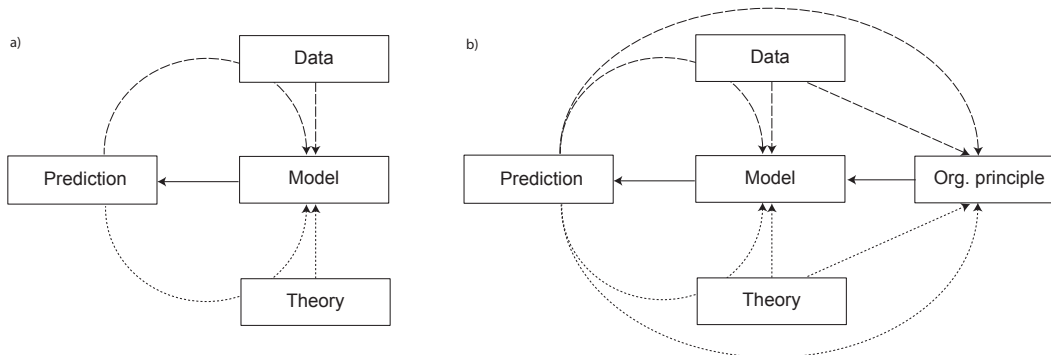 a)
Data
Prediction
Model
Theory
b)
Data
Prediction
Model
Org. principle
Theory